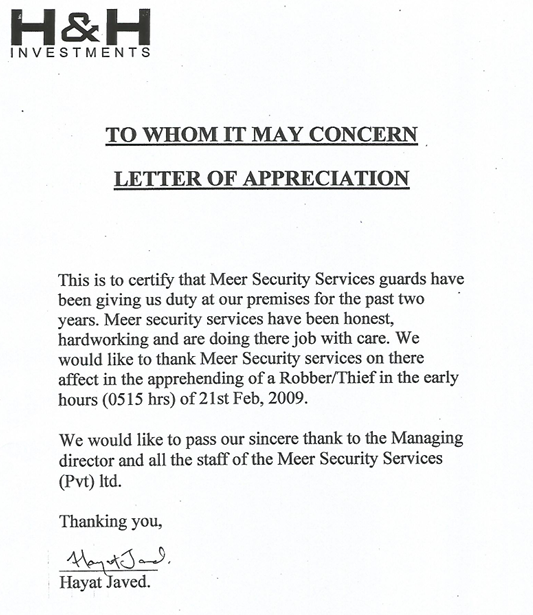 H&H
INVESTMENTS
TO WHOM IT MAY CONCERN
LETTER OF APPRECIATION
This is to certify that Meer Security Services guards have
been giving us duty at our premises for the past two
years. Meer security services have been honest,
hardworking and are doing there job with care. We
would like to thank Meer Security services on there
affect in the apprehending of a Robber/Thief in the early
hours (0515 hrs) of 21st Feb, 2009.
We would like to pass our sincere thank to the Managing
director and all the staff of the Meer Security Services
(Pvt) ltd.
Thanking you,
Hayat Javed.
Hayat Javed.